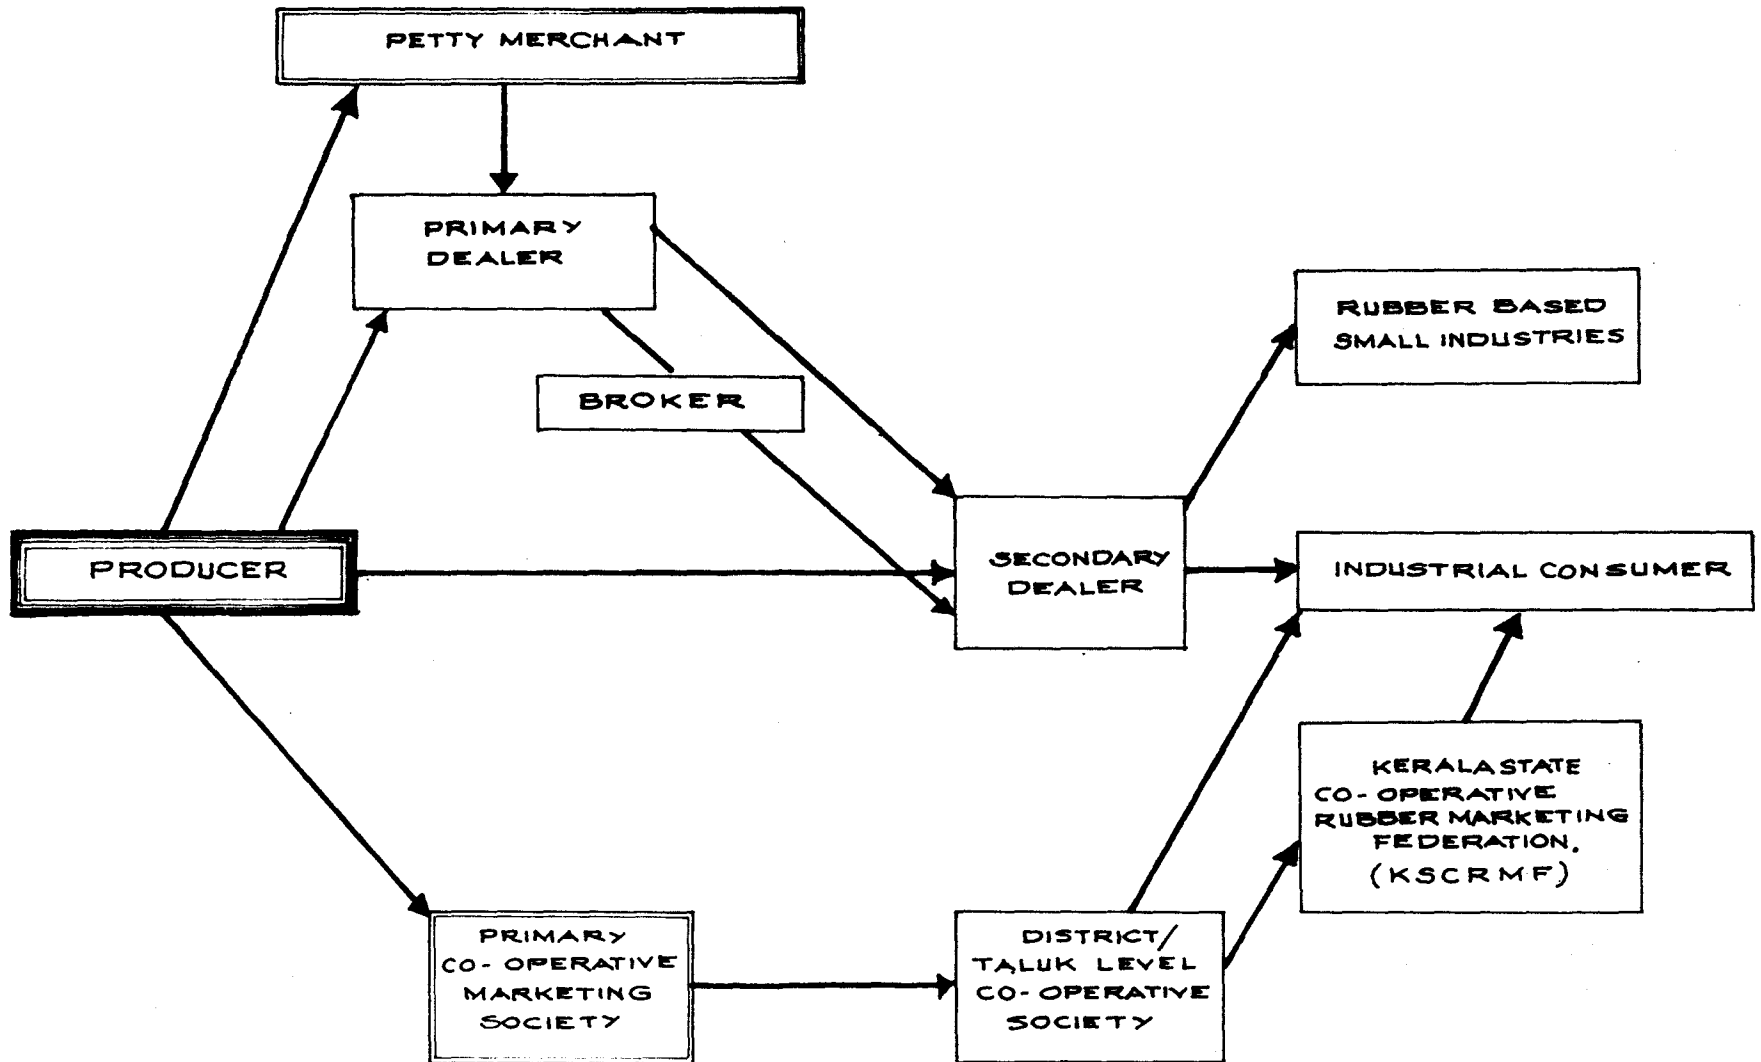 PETTY MERCHANT
PRIMARY
DEALER
BROKER
RUBBER BASED
SMALL INDUSTRIES
PRODUCER
SECONDARY
DEALER
INDUSTRIAL CONSUMER
KERALA STATE
CO-OPERATIVE
RUBBER MARKETING
FEDERATION.
(KSCRMF)
PRIMARY
CO-OPERATIVE
MARKETING
SOCIETY
DISTRICT/
TALUK LEVEL
CO-OPERATIVE
SOCIETY